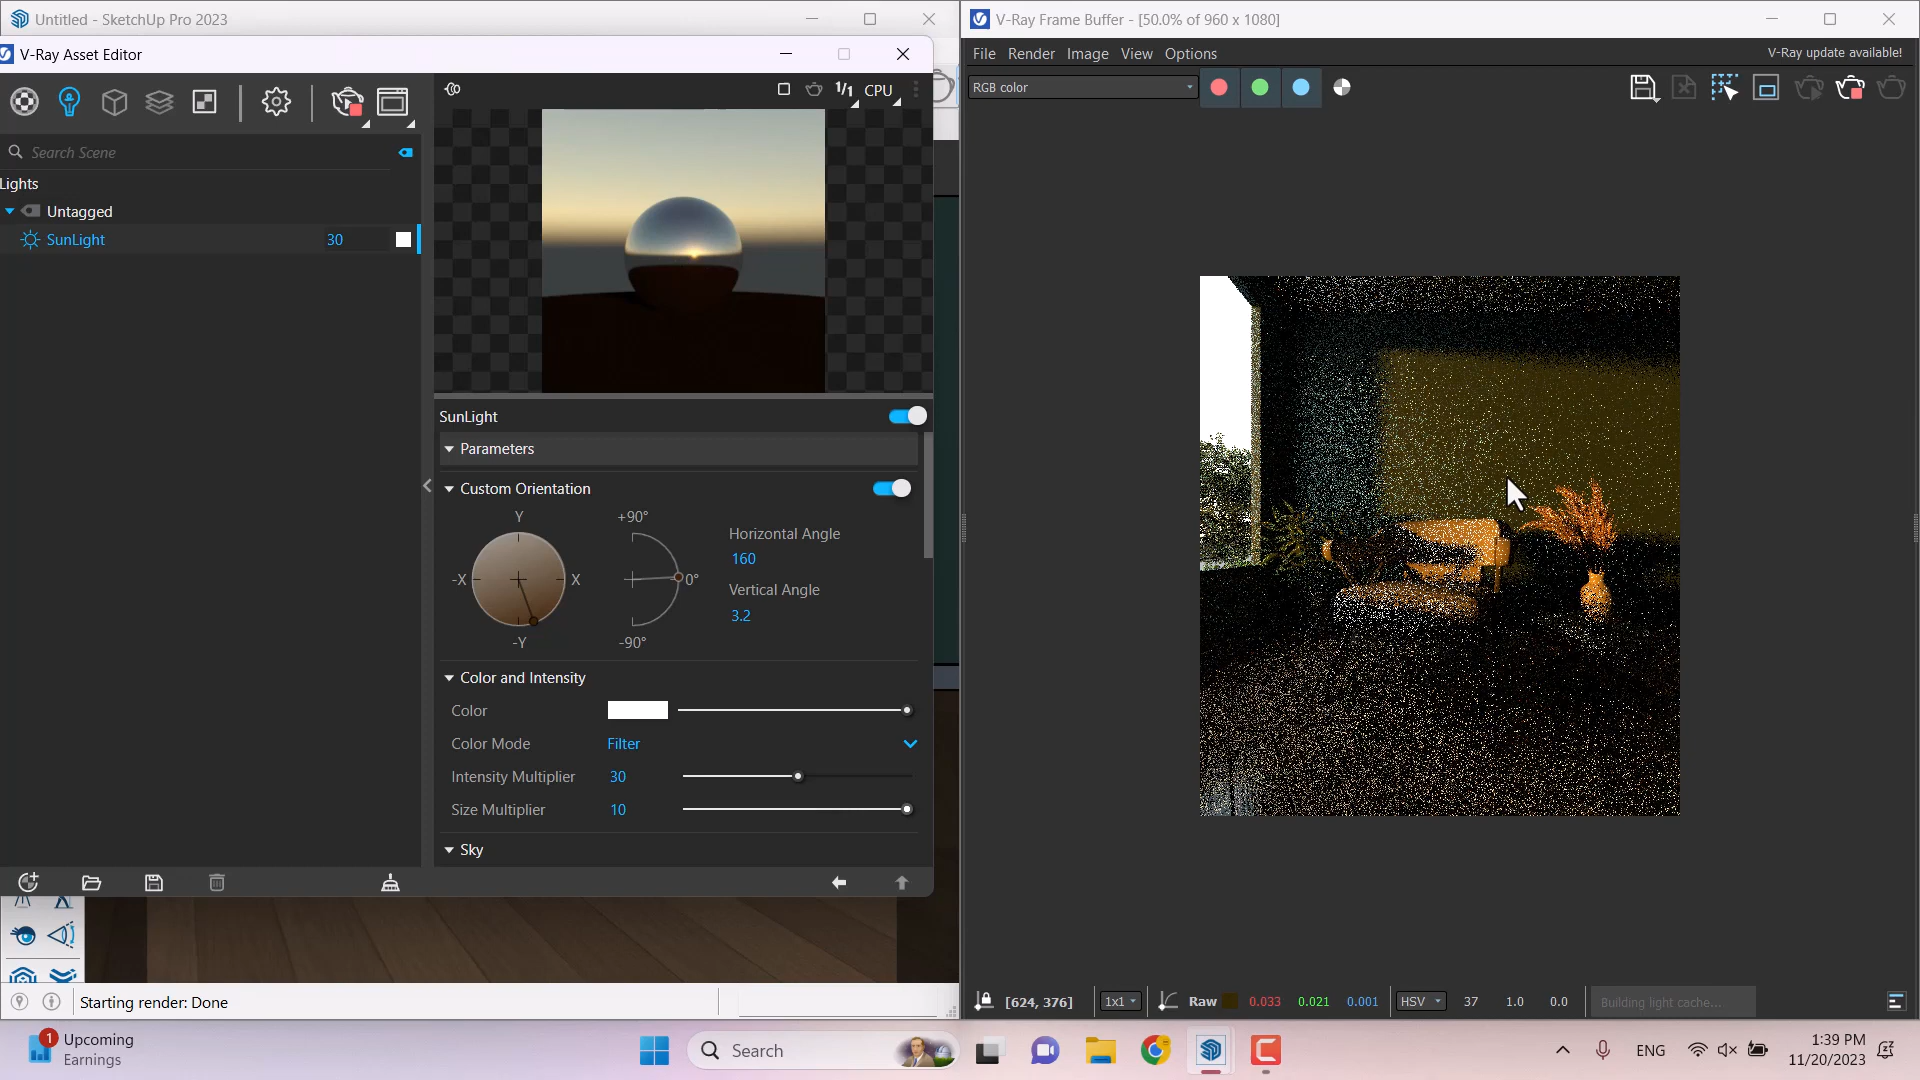 Untitled - SketchUp Pro 2023
V-Ray Asset Editor
1/1
CPU
Search Scene
Lights
Untagged
SunLight
30
SunLight
Parameters
Custom Orientation
Y
-X
X
-Y
+90°
0°
-90°
Horizontal Angle
160
Vertical Angle
3.2
Color and Intensity
Color
Color Mode
Filter
Intensity Multiplier
30
Size Multiplier
10
Sky
Starting render: Done
V-Ray Frame Buffer - [50.0% of 960 x 1080]
File
Render
Image
View
Options
V-Ray update available!
RGB color
[624, 376]
1x1
Raw
0.033
0.021
0.001
HSV
37
1.0
0.0
Building light cache....
1
Upcoming
Earnings
Search
ENG
1:39 PM
11/20/2023